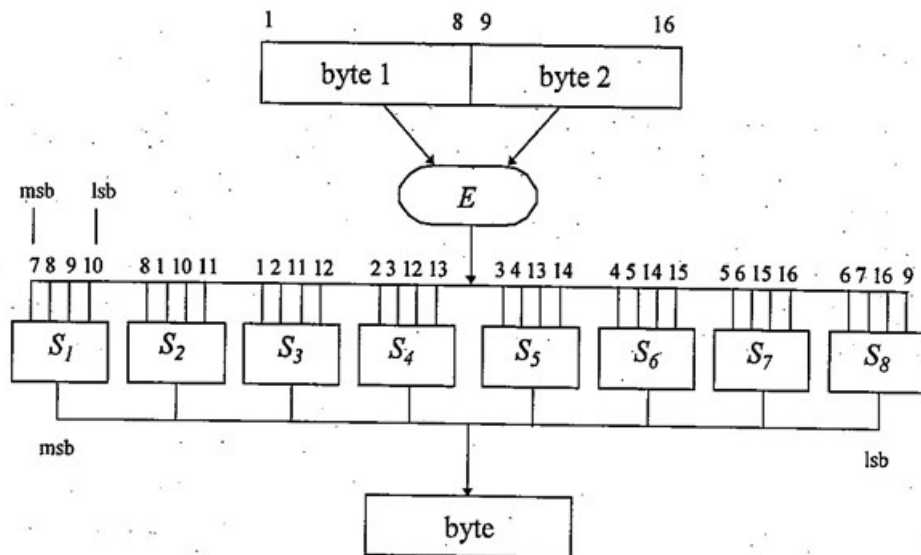 1 8 9 16
byte 1 byte 2
E
msb lsb
7 8 9 10 8 1 10 11 1 2 11 12 2 3 12 13 3 4 13 14 4 5 14 15 5 6 15 16 6 7 16 9
S1 S2 S3 S4 S5 S6 S7 S8
msb lsb
byte